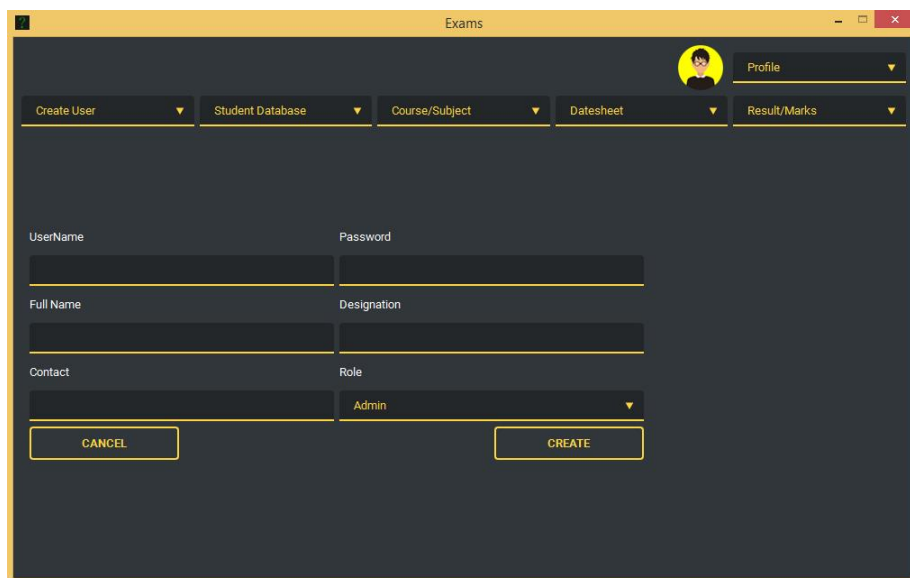 ?
Exams
Profile
Create User Student Database Course/Subject Datesheet Result/Marks
UserName Password
Full Name Designation
Contact Role
Admin
CANCEL CREATE